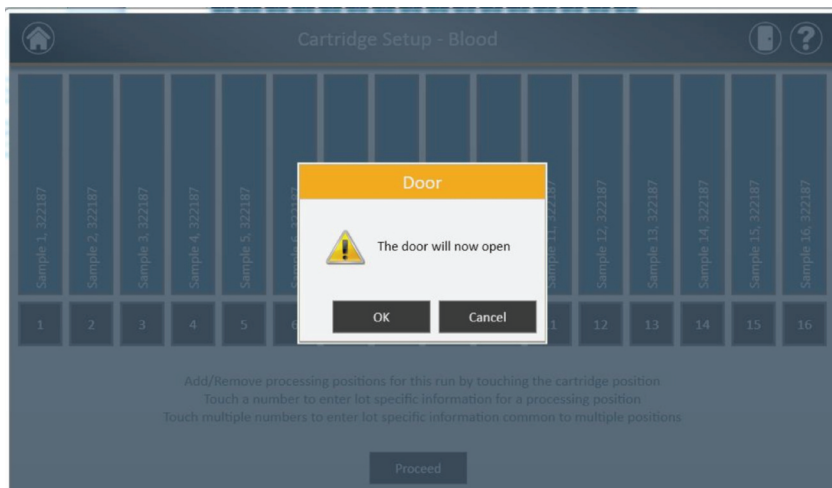 Cartridge Setup - Blood
?
Sample 1, 322187
Sample 2, 322187
Sample 3, 322187
Sample 4, 322187
Sample 5, 322187
Sample 11, 322187
Sample 12, 322187
Sample 13, 322187
Sample 14, 322187
Sample 15, 322187
Sample 16, 322187
Door
The door will now open
OK
Cancel
1
2
3
4
5
6
12
13
14
15
16
Add/Remove processing positions for this run by touching the cartridge position
Touch a number to enter lot specific information for a processing position
Touch multiple numbers to enter lot specific information common to multiple positions
Proceed